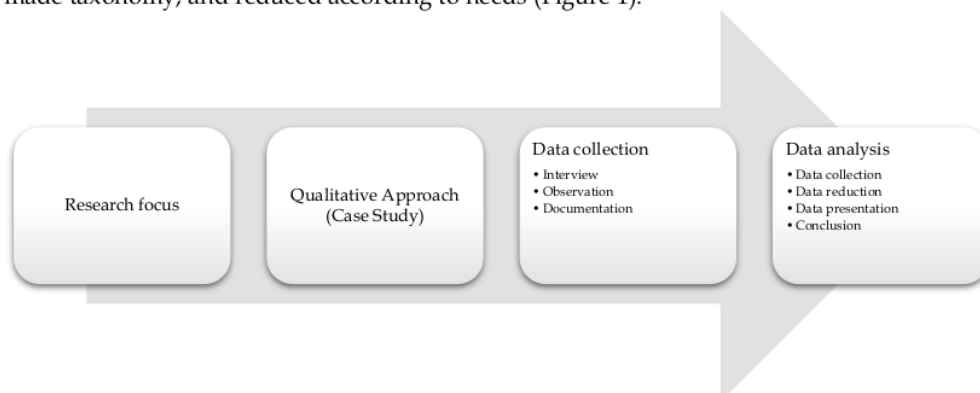 made taxonomy, and reduced according to needs (Figure 1).
Research focus
Qualitative Approach
(Case Study)
Data collection
• Interview
• Observation
• Documentation
Data analysis
• Data collection
• Data reduction
• Data presentation
• Conclusion